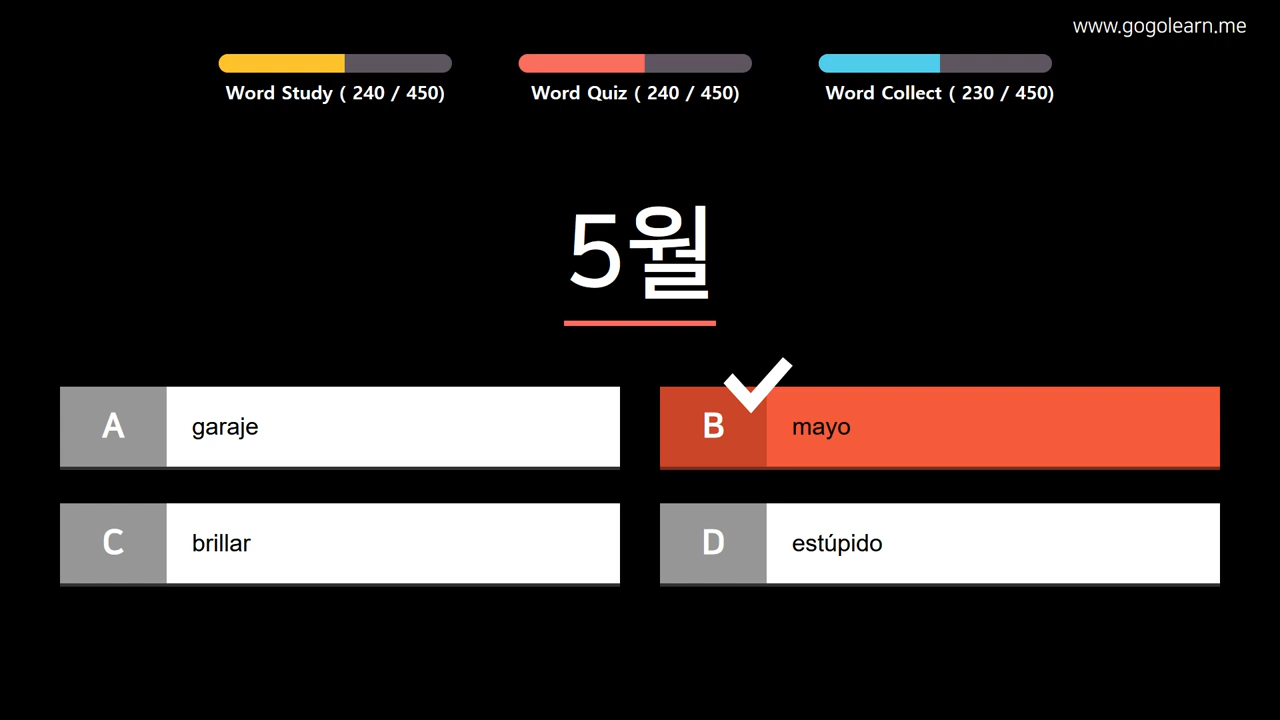 www.gogolearn.me
Word Study ( 240 / 450)
Word Quiz ( 240 / 450)
Word Collect ( 230 / 450)
5월
A
garaje
B
mayo
C
brillar
D
estúpido